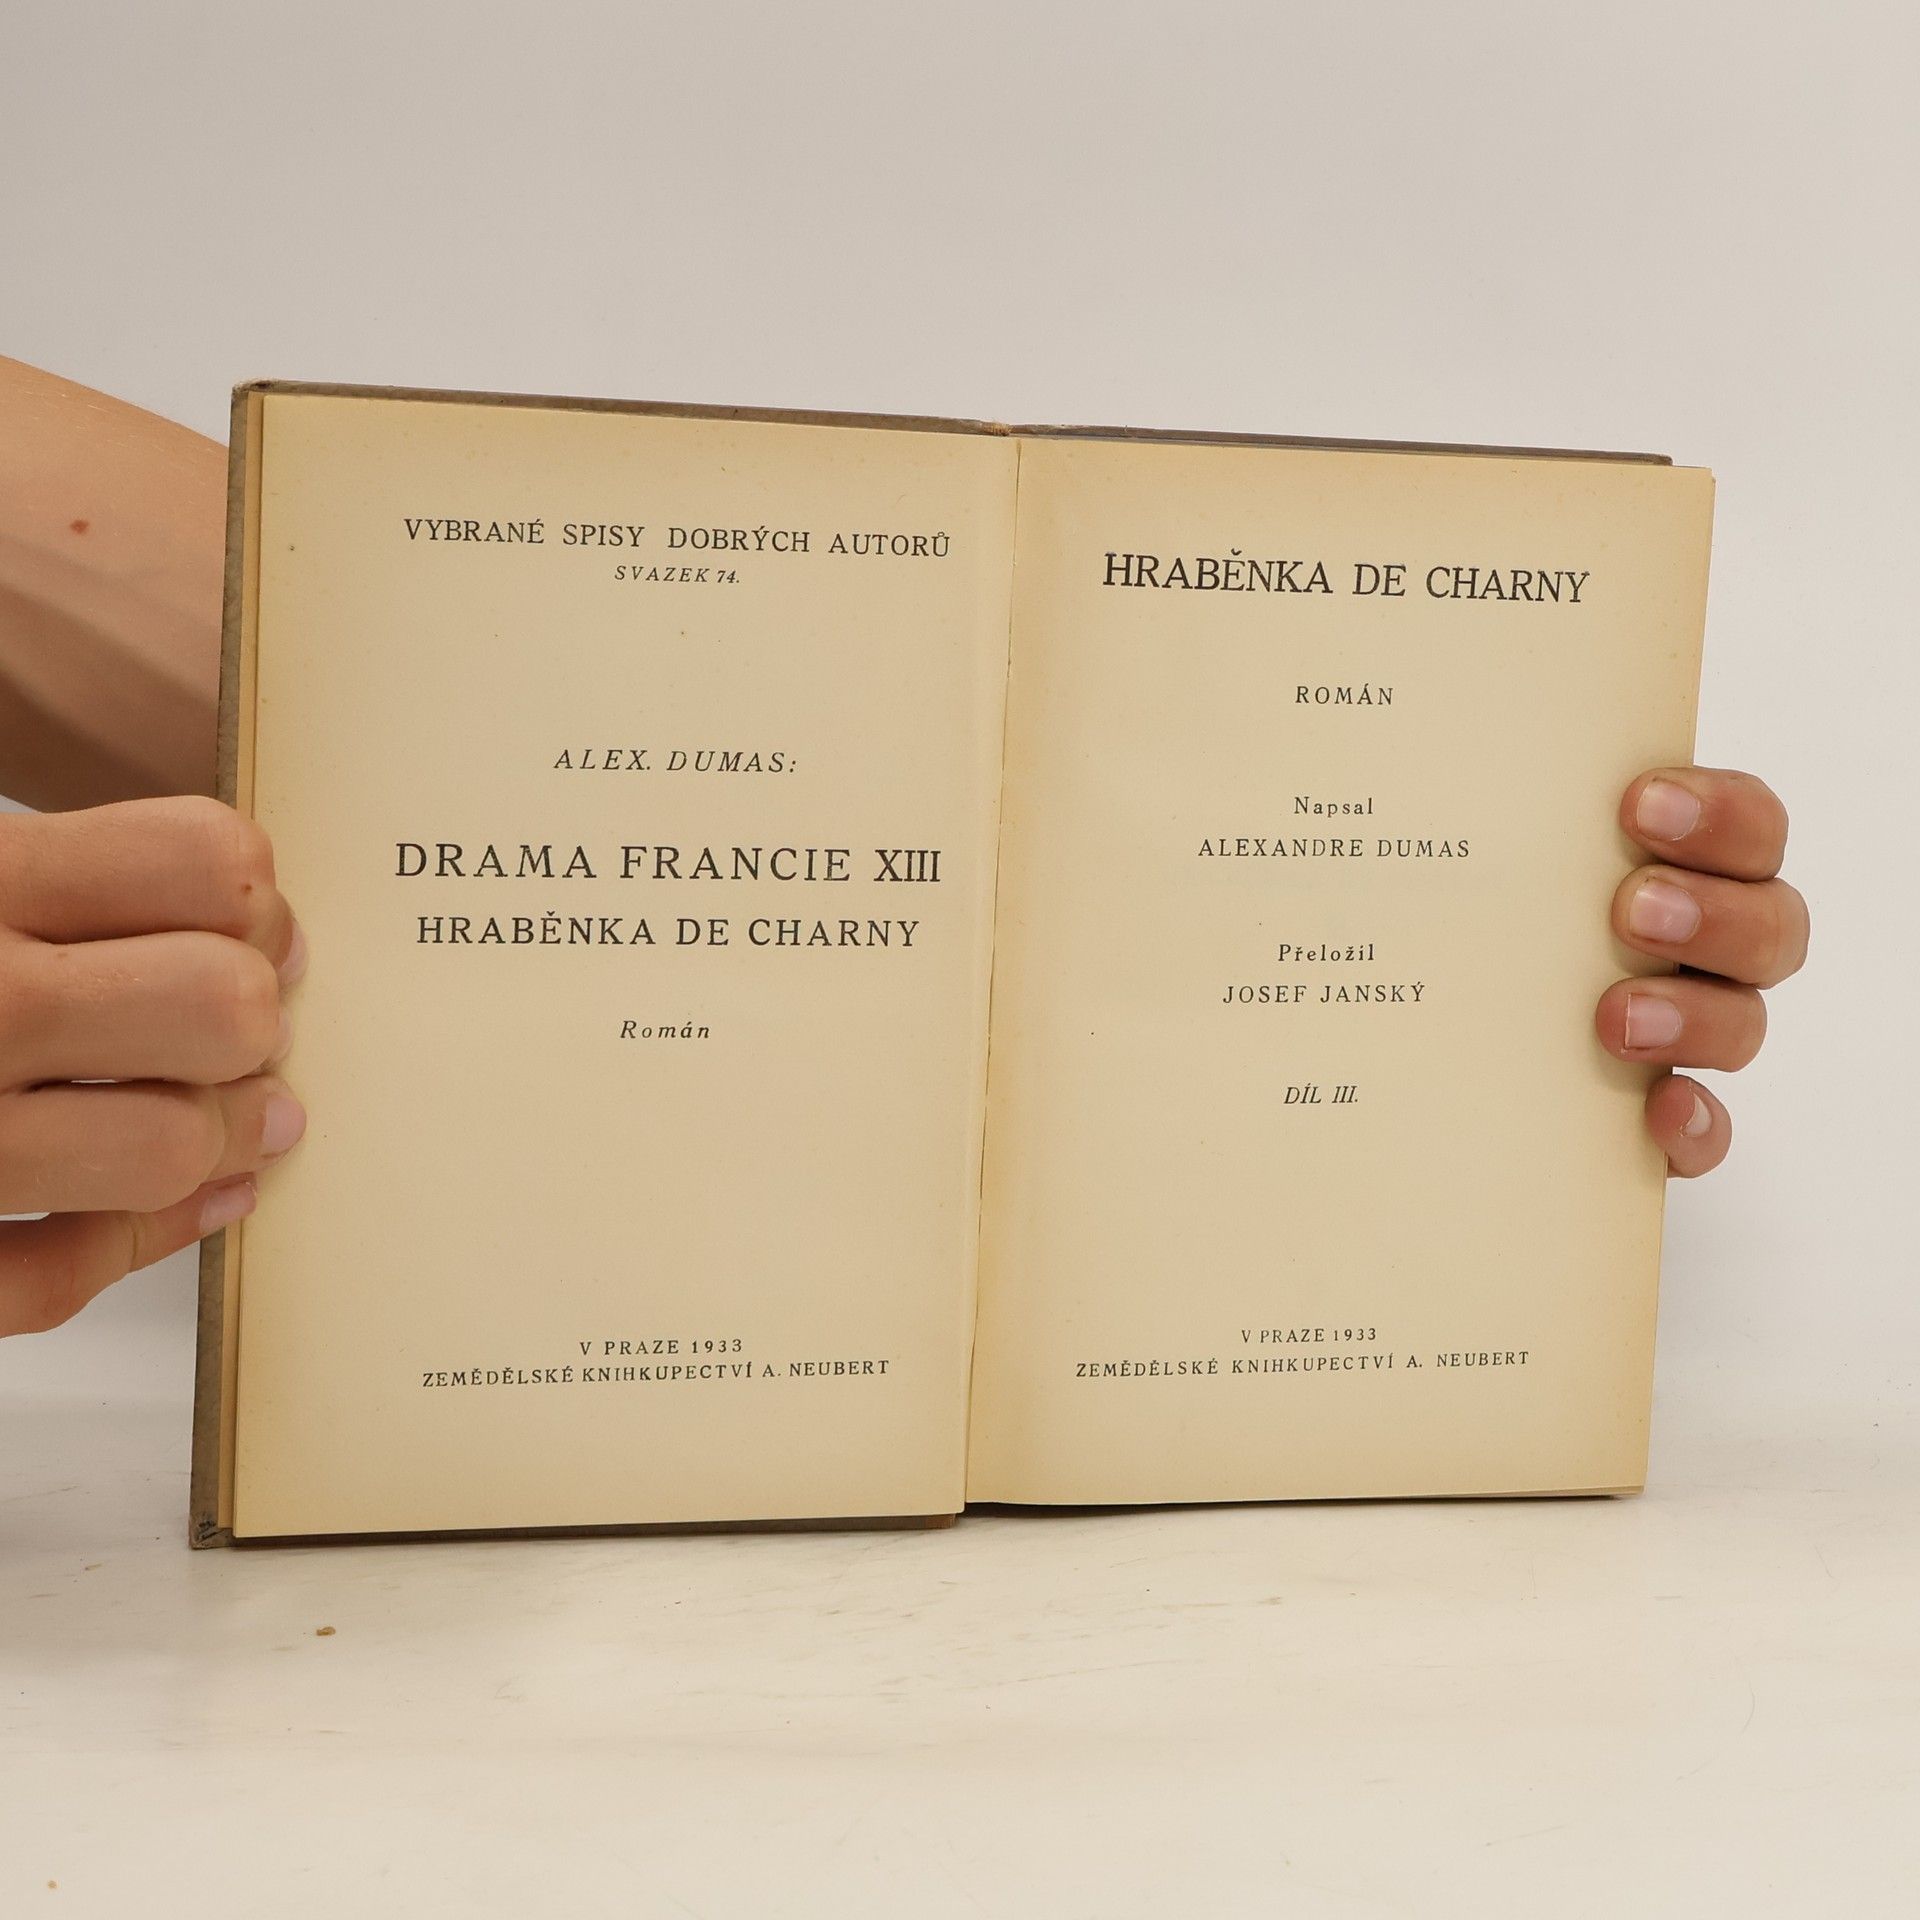 VYBRANÉ SPISY DOBRÝCH AUTORŮ
SVAZEK 74.
ALEX. DUMAS:
DRAMA FRANCIE XIII
HRABĚNKA DE CHARNY
Román
V PRAZE 1933
ZEMĚDĚLSKÉ KNIHKUPECTVÍ A. NEUBERT
HRABĚNKA DE CHARNY
ROMÁN
Napsal
ALEXANDRE DUMAS
Přeložil
JOSEF JANSKÝ
DÍL III.
V PRAZE 1933
ZEMĚDĚLSKÉ KNIHKUPECTVÍ A. NEUBERT